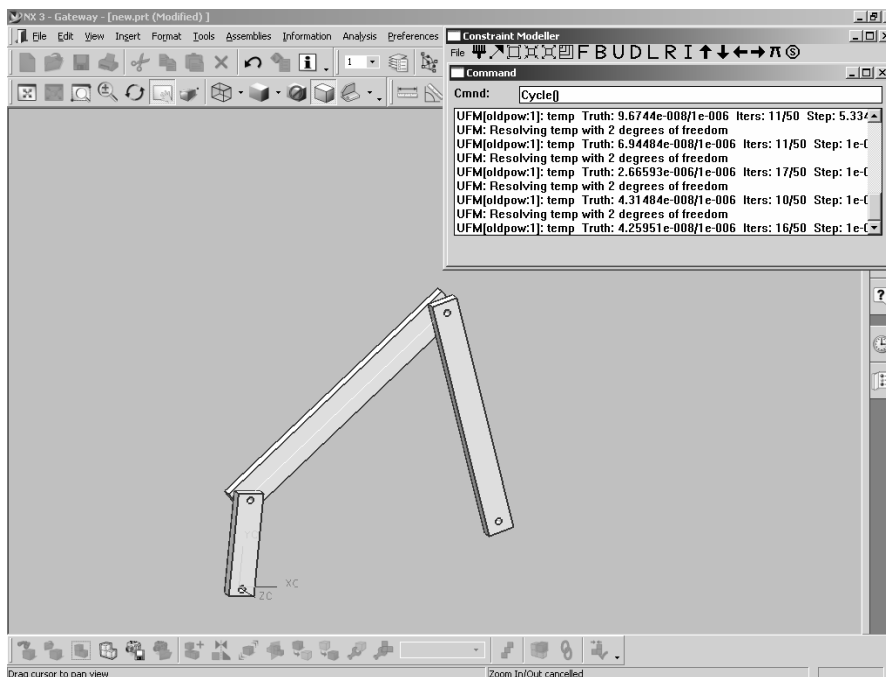 NX 3 - Gateway - [new.prt (Modified) ]
File Edit View Insert Format Tools Assemblies Information Analysis Preferences
Constraint Modeller
File F B U D L R I π S
Command
Cmnd: Cycle()
1
UFM[oldpow:1]: temp Truth: 9.6744e-008/1e-006 Iters: 11/50 Step: 5.334
UFM: Resolving temp with 2 degrees of freedom
UFM[oldpow:1]: temp Truth: 6.94484e-008/1e-006 Iters: 11/50 Step: 1e-0
UFM: Resolving temp with 2 degrees of freedom
UFM[oldpow:1]: temp Truth: 2.66593e-006/1e-006 Iters: 17/50 Step: 1e-0
UFM: Resolving temp with 2 degrees of freedom
UFM[oldpow:1]: temp Truth: 4.31484e-008/1e-006 Iters: 10/50 Step: 1e-0
UFM: Resolving temp with 2 degrees of freedom
UFM[oldpow:1]: temp Truth: 4.25951e-008/1e-006 Iters: 16/50 Step: 1e-0
XC
ZC
Drag cursor to pan view
Zoom In/Out cancelled